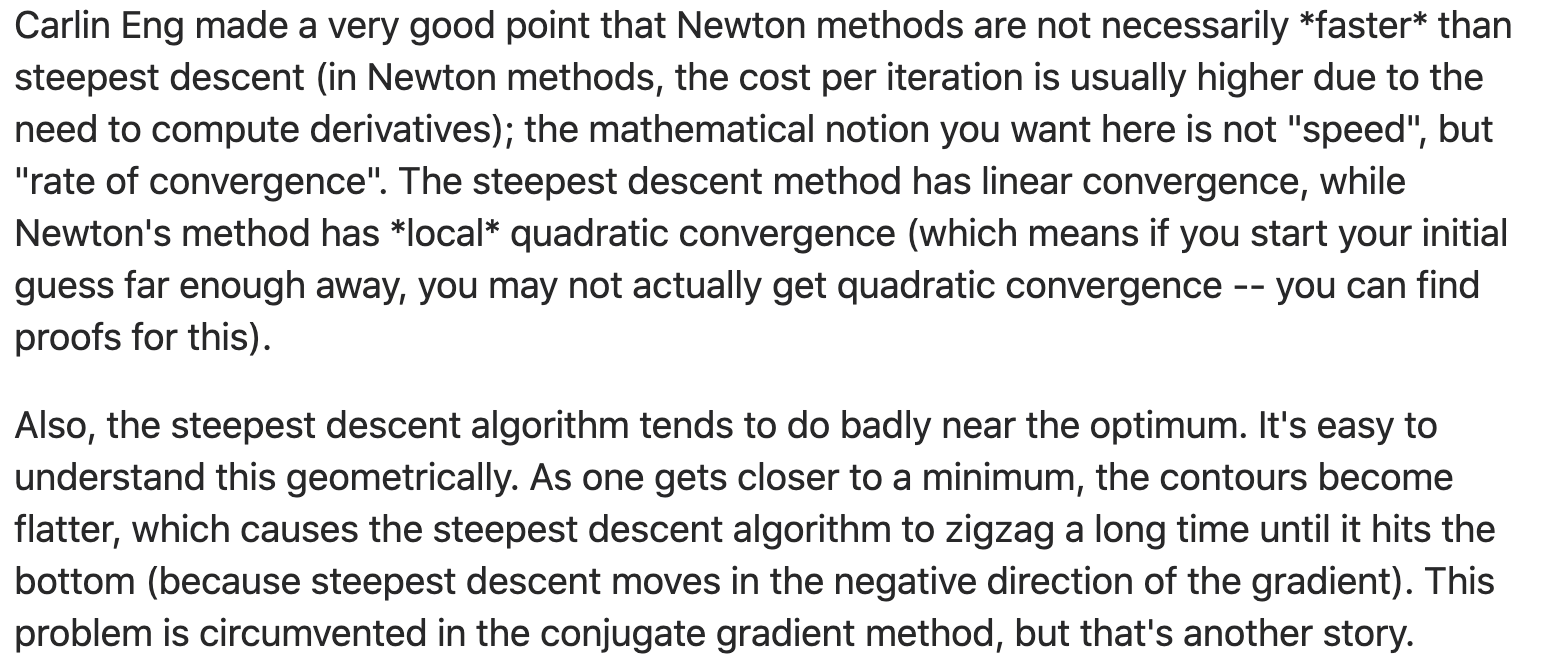 Carlin Eng made a very good point that Newton methods are not necessarily *faster* than
steepest descent (in Newton methods, the cost per iteration is usually higher due to the
need to compute derivatives); the mathematical notion you want here is not "speed", but
"rate of convergence". The steepest descent method has linear convergence, while
Newton's method has *local* quadratic convergence (which means if you start your initial
guess far enough away, you may not actually get quadratic convergence -- you can find
proofs for this).
Also, the steepest descent algorithm tends to do badly near the optimum. It's easy to
understand this geometrically. As one gets closer to a minimum, the contours become
flatter, which causes the steepest descent algorithm to zigzag a long time until it hits the
bottom (because steepest descent moves in the negative direction of the gradient). This
problem is circumvented in the conjugate gradient method, but that's another story.